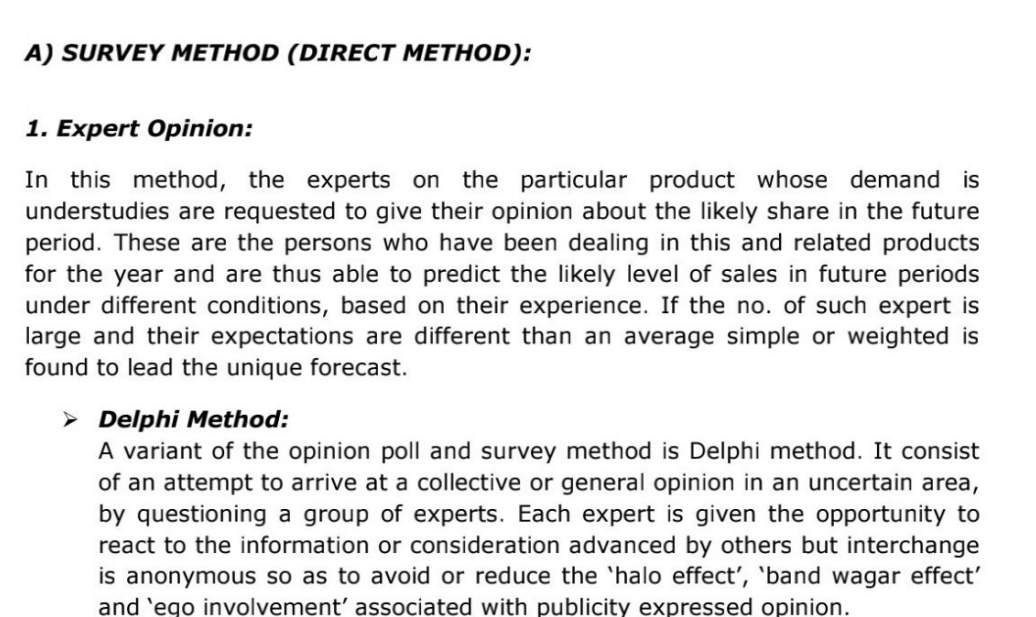 A) SURVEY METHOD (DIRECT METHOD):
1. Expert Opinion:
In this method, the experts on the particular product whose demand is
understudies are requested to give their opinion about the likely share in the future
period. These are the persons who have been dealing in this and related products
for the year and are thus able to predict the likely level of sales in future periods
under different conditions, based on their experience. If the no. of such expert is
large and their expectations are different than an average simple or weighted is
found to lead the unique forecast.
➢ Delphi Method:
A variant of the opinion poll and survey method is Delphi method. It consist
of an attempt to arrive at a collective or general opinion in an uncertain area,
by questioning a group of experts. Each expert is given the opportunity to
react to the information or consideration advanced by others but interchange
is anonymous so as to avoid or reduce the ‘halo effect’, ‘band wagar effect’
and ‘ego involvement’ associated with publicity expressed opinion.